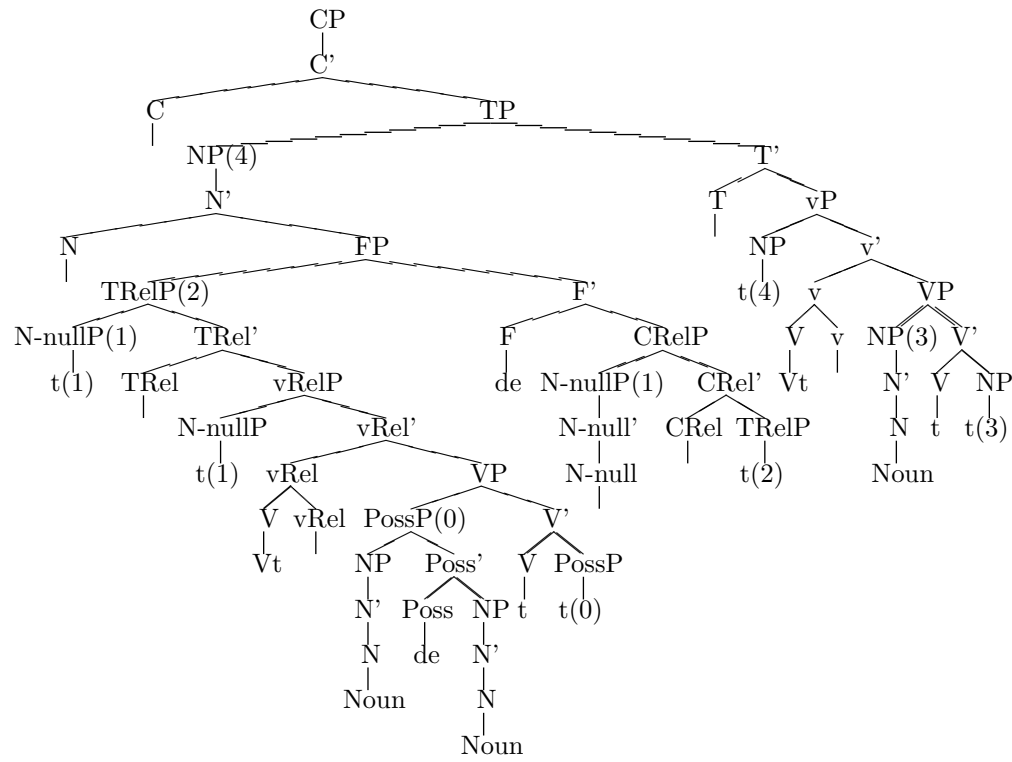 CP
C'
C TP
NP(4) T'
N' T vP
N FP NP v'
TRelP(2) F' t(4) v VP
N-nullP(1) TRel' F CRelP V v NP(3) V'
t(1) TRel vRelP de N-nullP(1) CRel' Vt N' V NP
N-nullP vRel' N-null' CRel TRelP N t t(3)
t(1) vRel VP N-null t(2) Noun
V vRel PossP(0) V'
Vt NP Poss' V PossP
N' Poss NP t t(0)
N de N'
Noun N
Noun